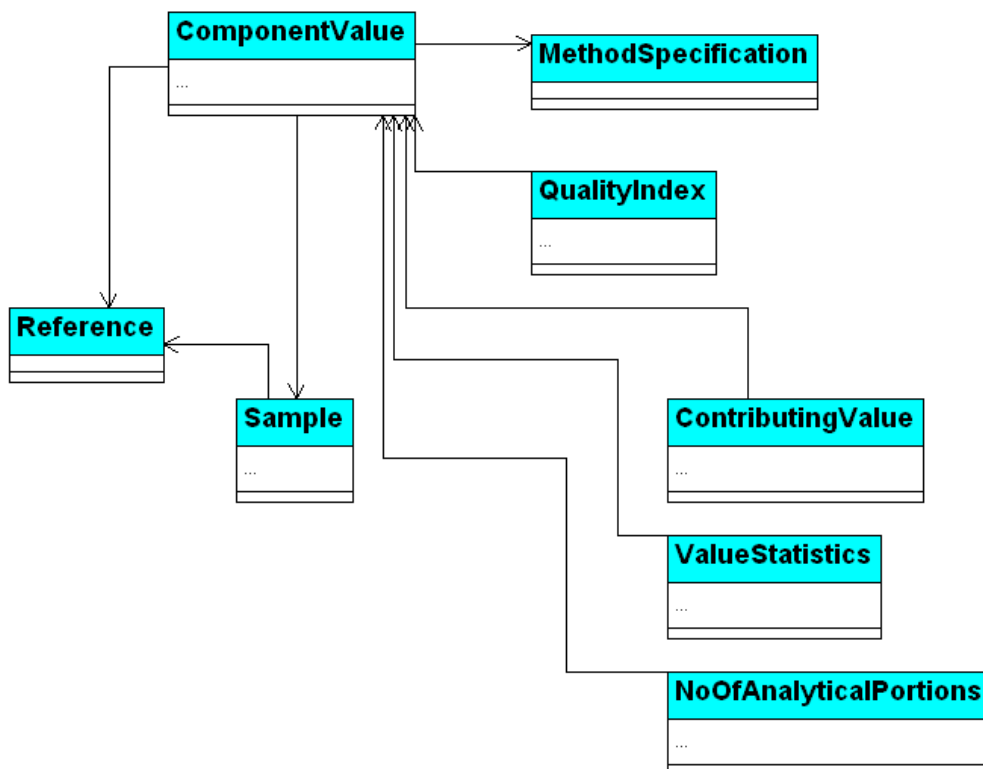 ComponentValue
...
MethodSpecification
QualityIndex
...
Reference
Sample
...
ContributingValue
...
ValueStatistics
...
NoOfAnalyticalPortions
...